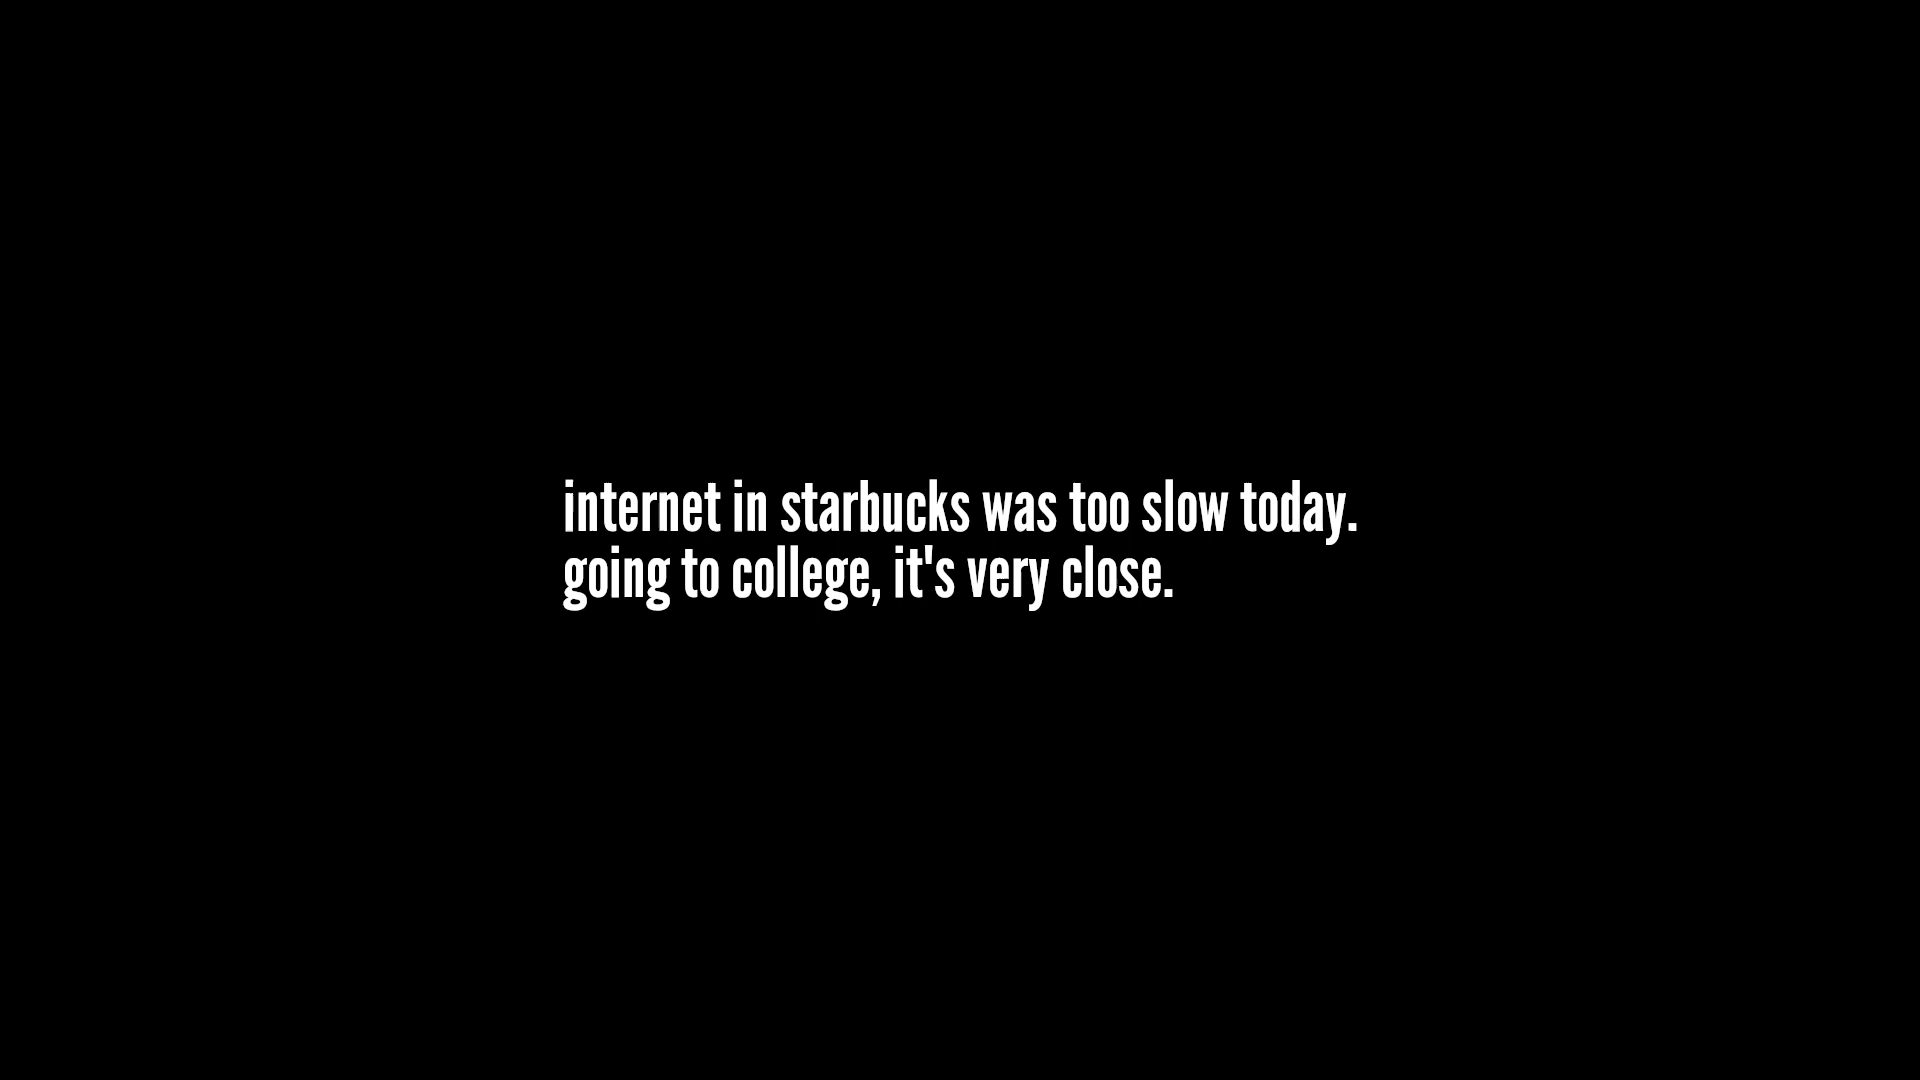 internet in starbucks was too slow today.
going to college, it's very close.